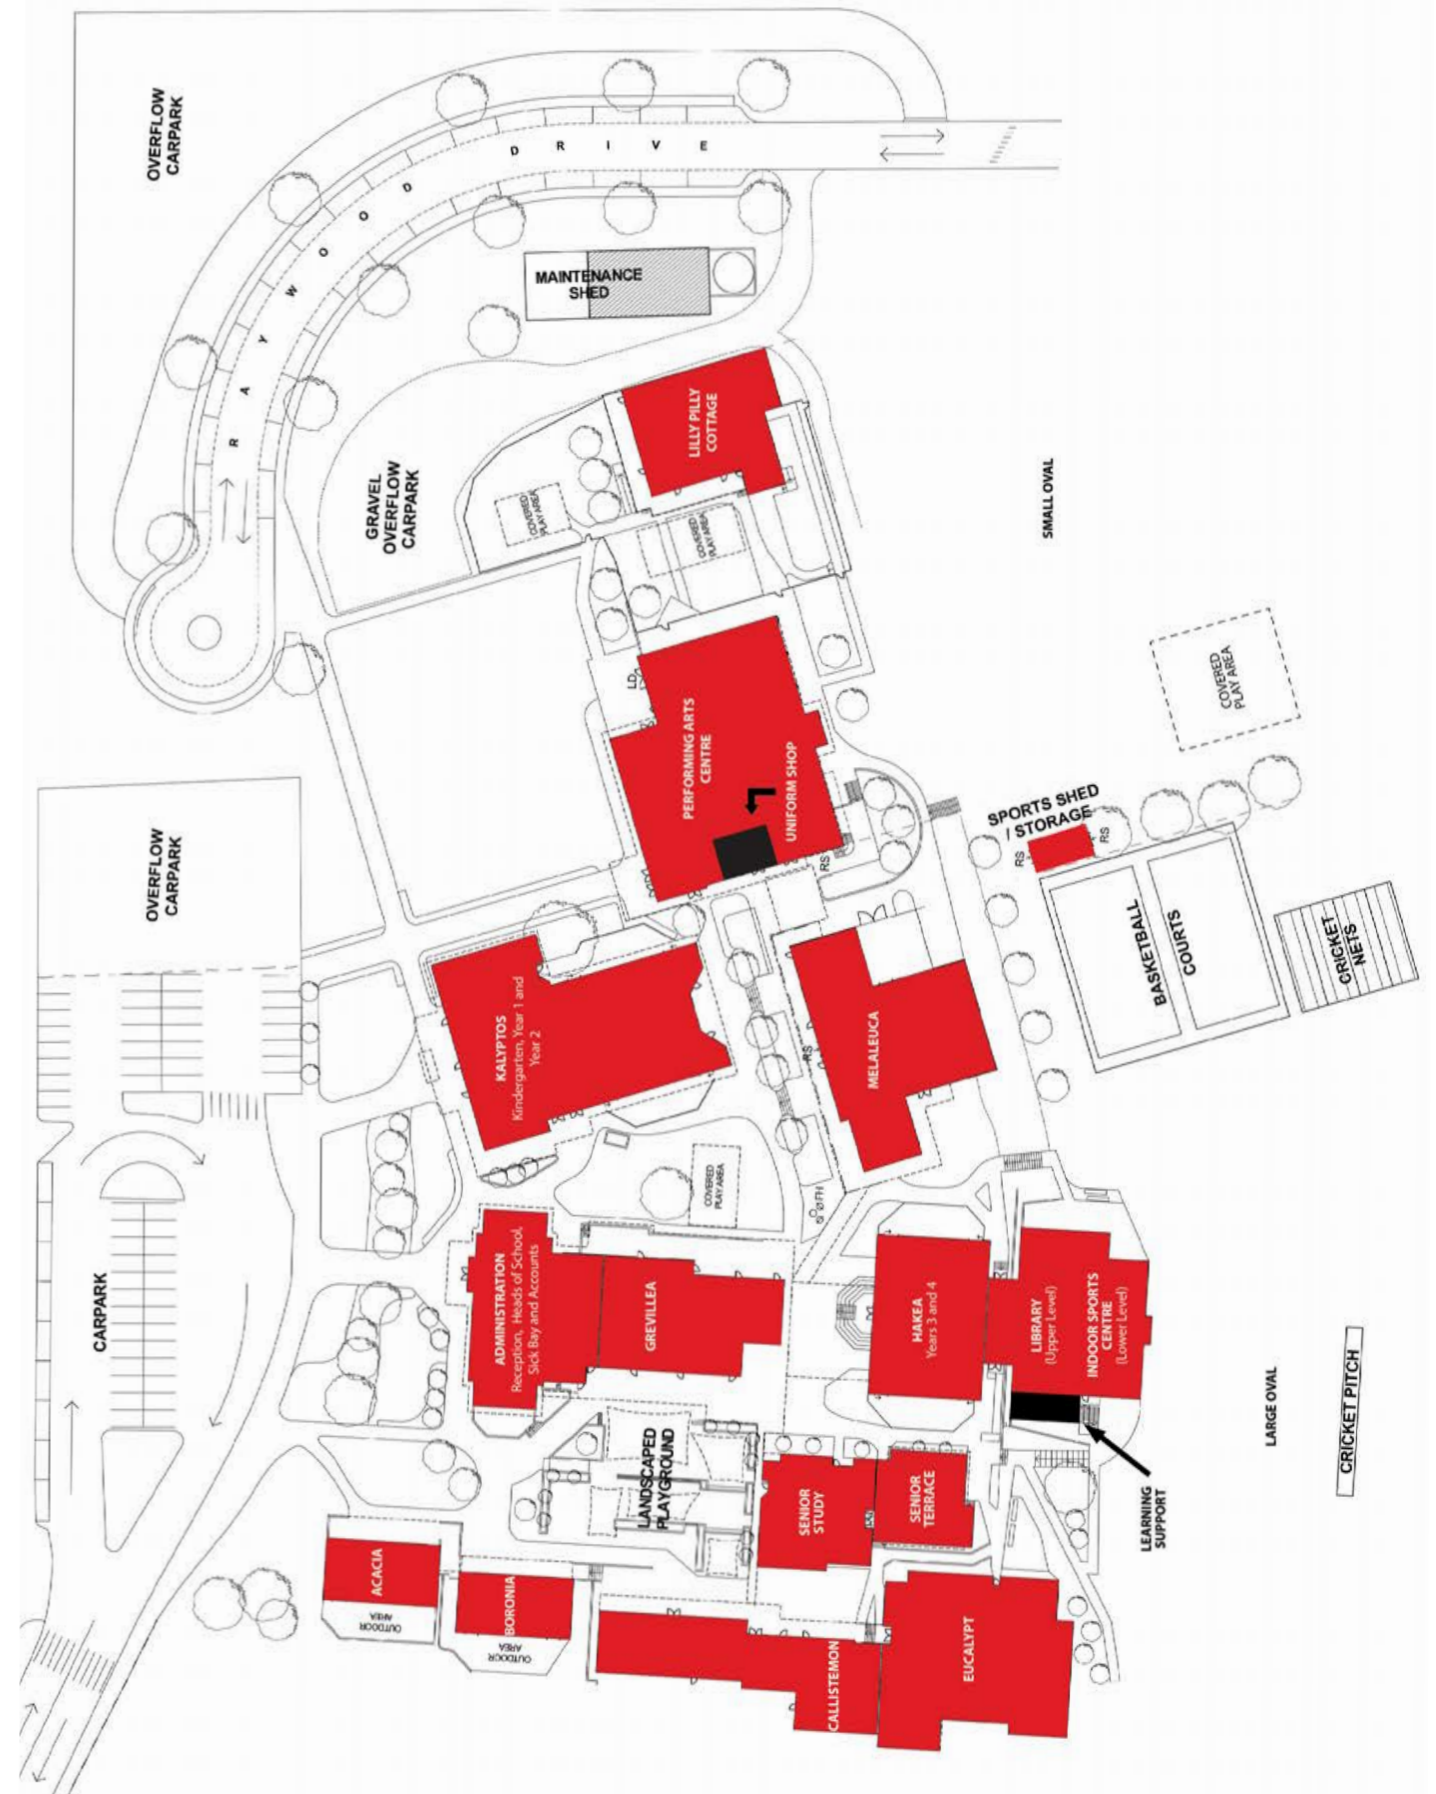 OVERFLOW
CARPARK
R A Y W O O D D R I V E
MAINTENANCE
SHED
LILLY PILLY
COTTAGE
GRAVEL
OVERFLOW
CARPARK
COVERED
PLAY AREA
COVERED
PLAY AREA
SMALL OVAL
LD
PERFORMING ARTS
CENTRE
UNIFORM SHOP
RS
COVERED
PLAY AREA
SPORTS SHED
/ STORAGE
RS
RS
OVERFLOW
CARPARK
BASKETBALL
COURTS
CRICKET
NETS
KALYPTOS
Kindergarten, Year 1 and
Year 2
RS
MELALEUCA
COVERED
PLAY AREA
FH
CARPARK
ADMINISTRATION
Reception, Heads of School,
Sick Bay and Accounts
GREVILLEA
HAKEA
Years 3 and 4
LIBRARY
(Upper Level)
INDOOR SPORTS
CENTRE
(Lower Level)
LARGE OVAL
CRICKET PITCH
LANDSCAPED
PLAYGROUND
SENIOR
STUDY
SENIOR
TERRACE
LEARNING
SUPPORT
ACACIA
OUTDOOR
AREA
BORONIA
OUTDOOR
AREA
CALLISTEMON
EUCALYPT